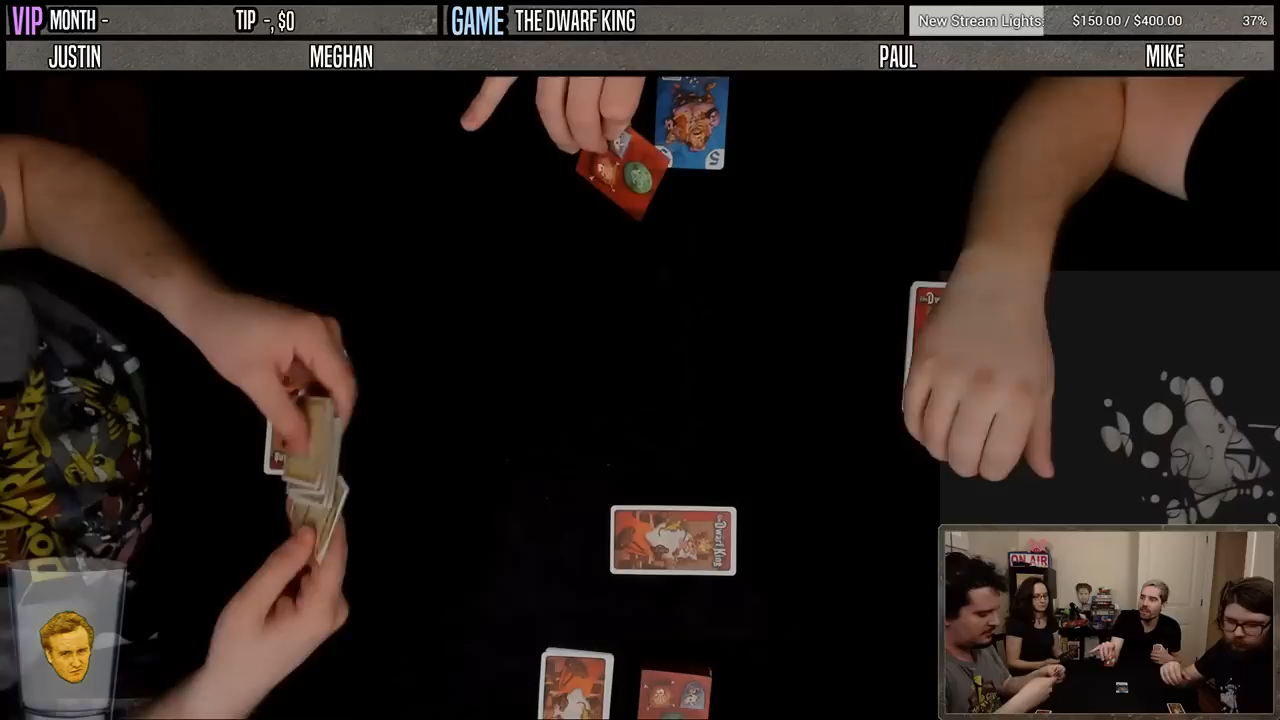 VIP MONTH - TIP -, $0 GAME THE DWARF KING New Stream Lights: $150.00 / $400.00 37%
JUSTIN MEGHAN PAUL MIKE
5
The Dwarf King
ON AIR